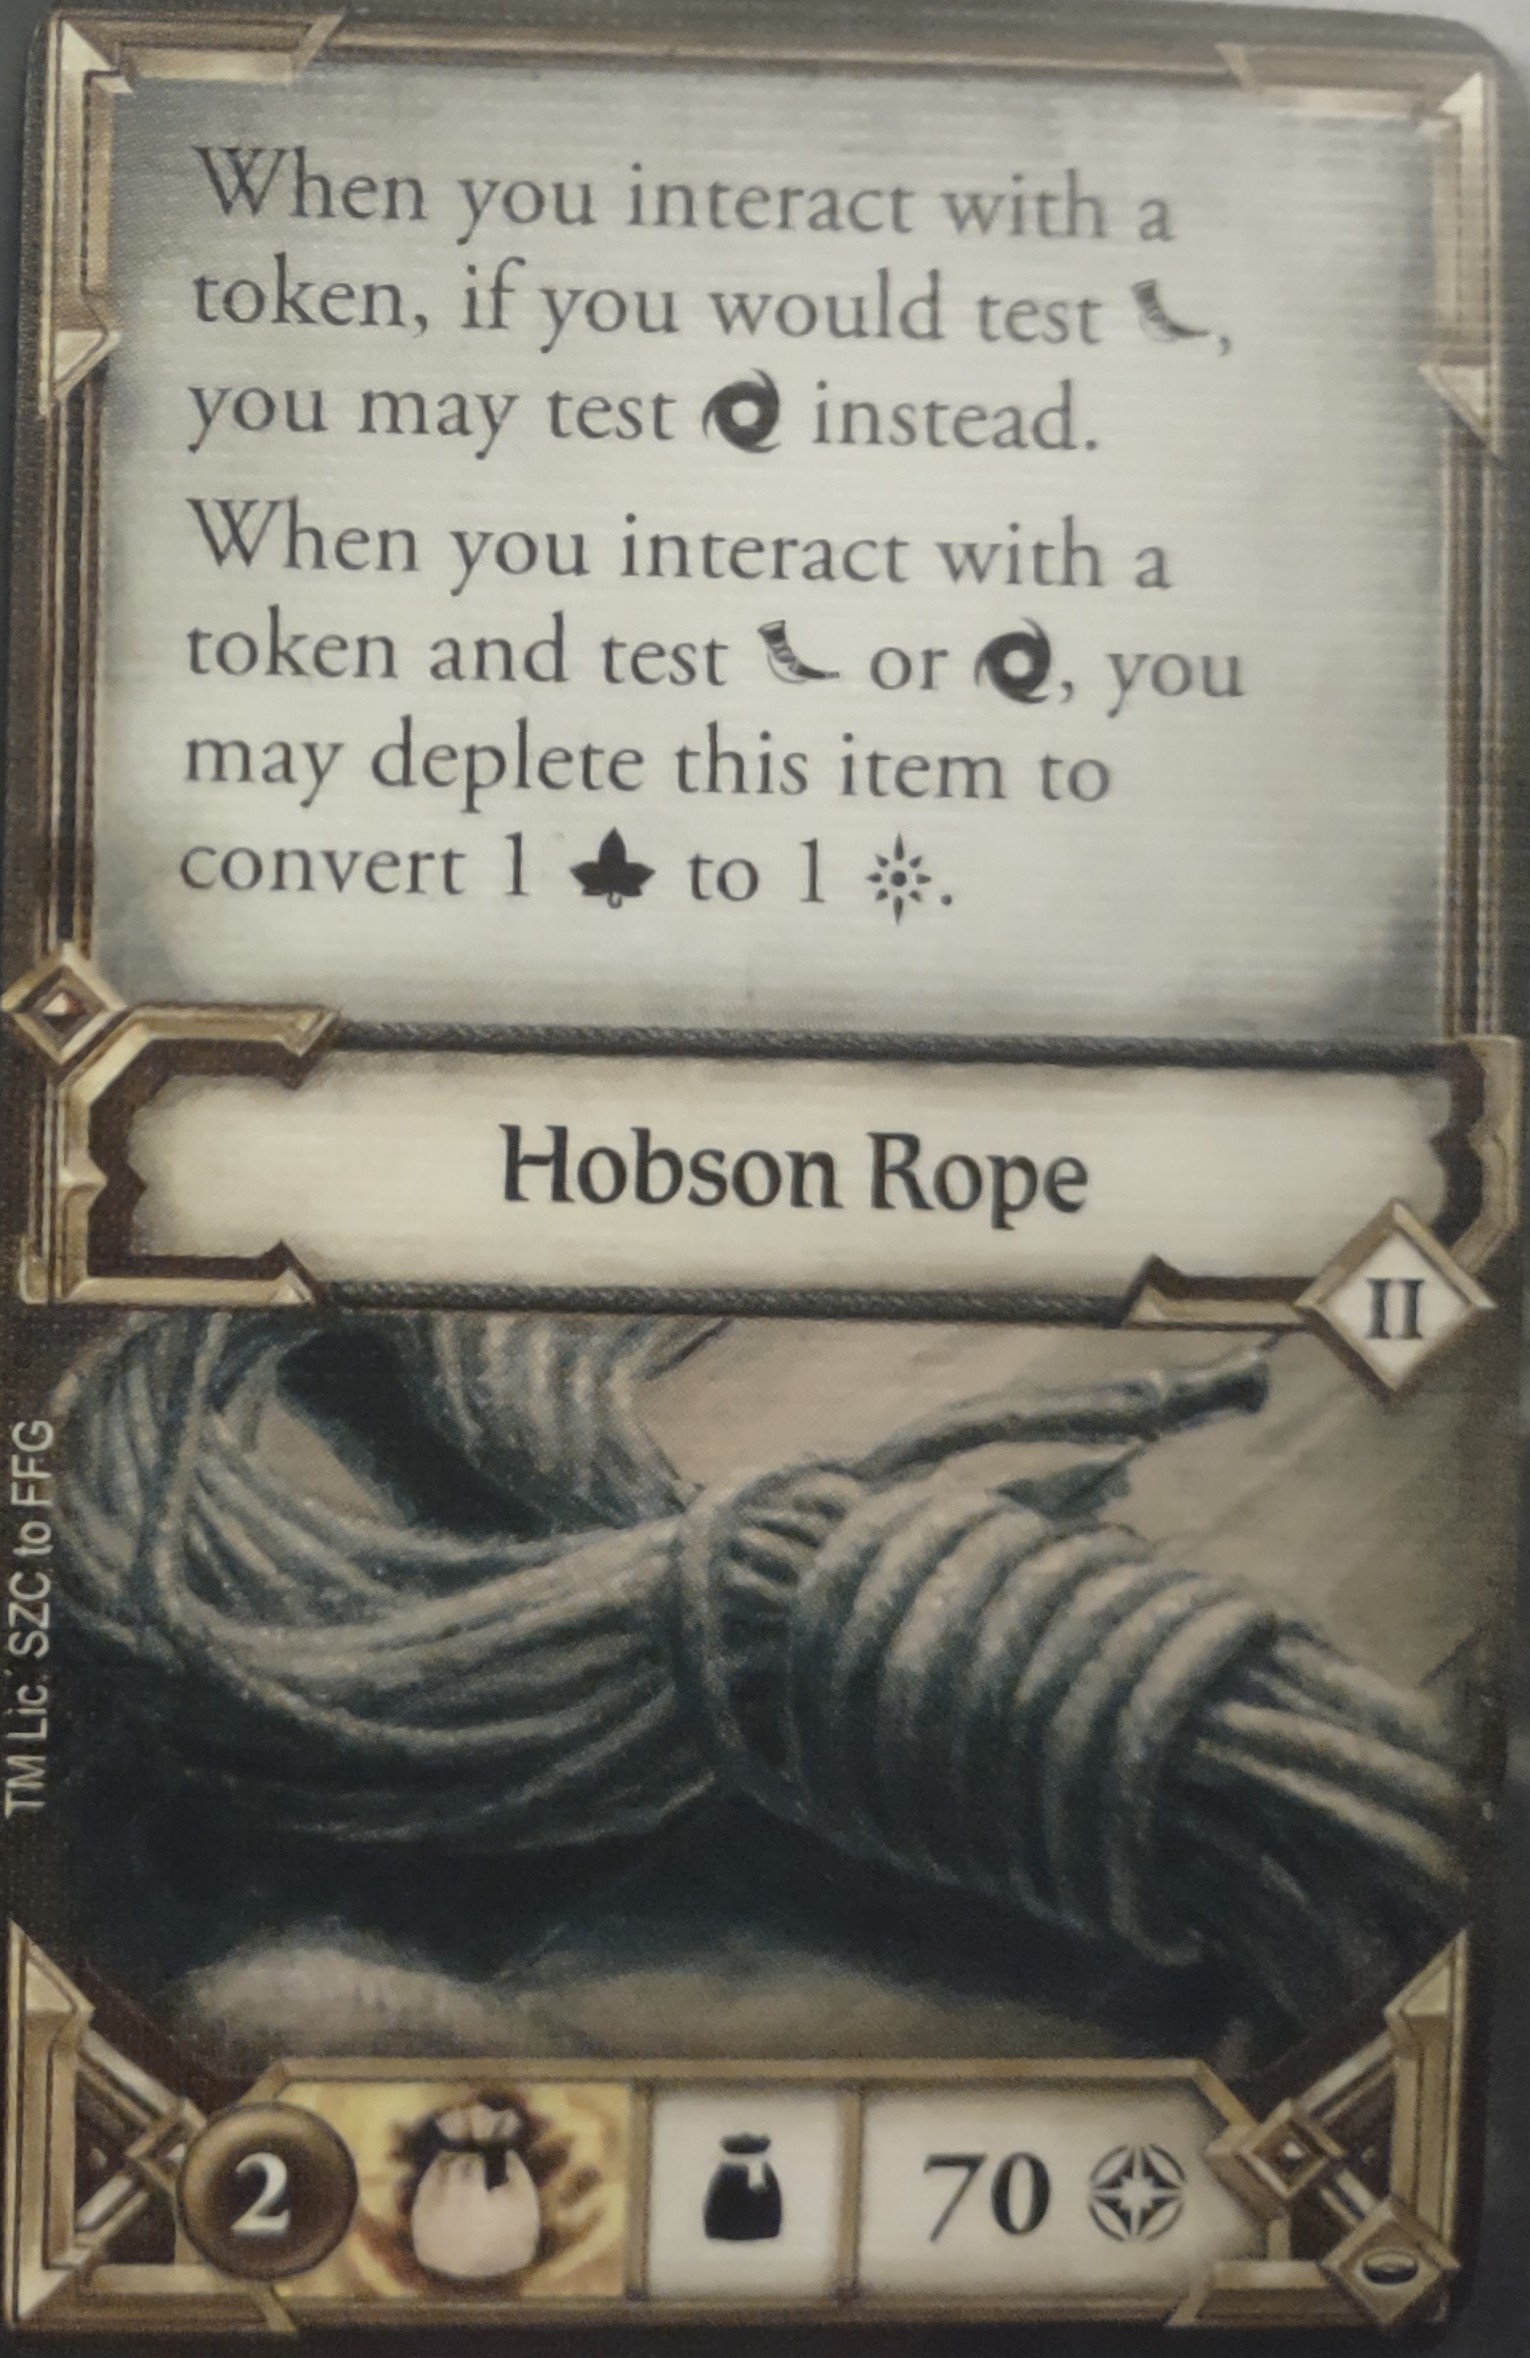 When you interact with a
token, if you would test ,
you may test instead.
When you interact with a
token and test or , you
may deplete this item to
convert 1 to 1 .
Hobson Rope
II
TM Lic. SZC to FFG
2
70